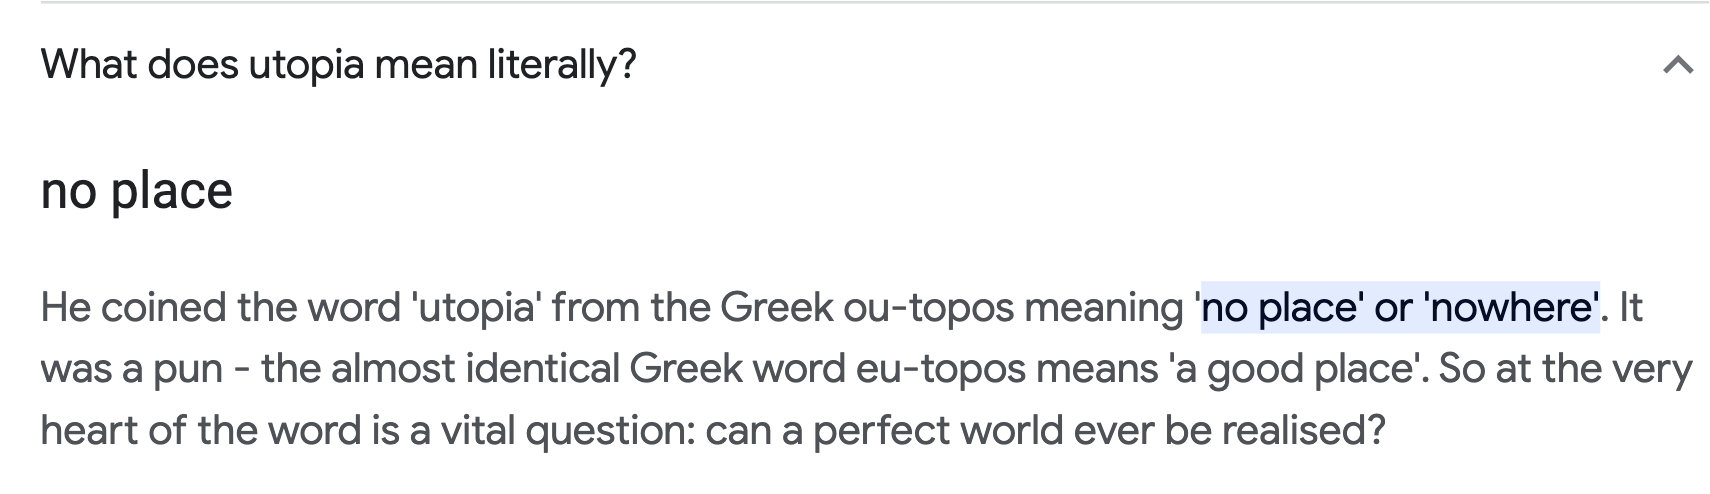 What does utopia mean literally?
no place
He coined the word 'utopia' from the Greek ou-topos meaning 'no place' or 'nowhere'. It
was a pun - the almost identical Greek word eu-topos means 'a good place'. So at the very
heart of the word is a vital question: can a perfect world ever be realised?